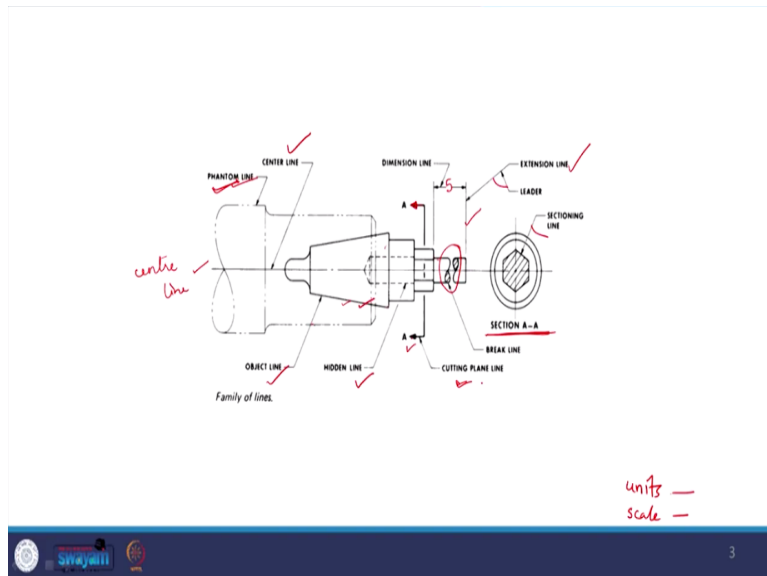 CENTER LINE
DIMENSION LINE
EXTENSION LINE
PHANTOM LINE
5
LEADER
A
SECTIONING
LINE
centre
line
SECTION A-A
A
BREAK LINE
OBJECT LINE
HIDDEN LINE
CUTTING PLANE LINE
Family of lines.
units
scale
swayam
3